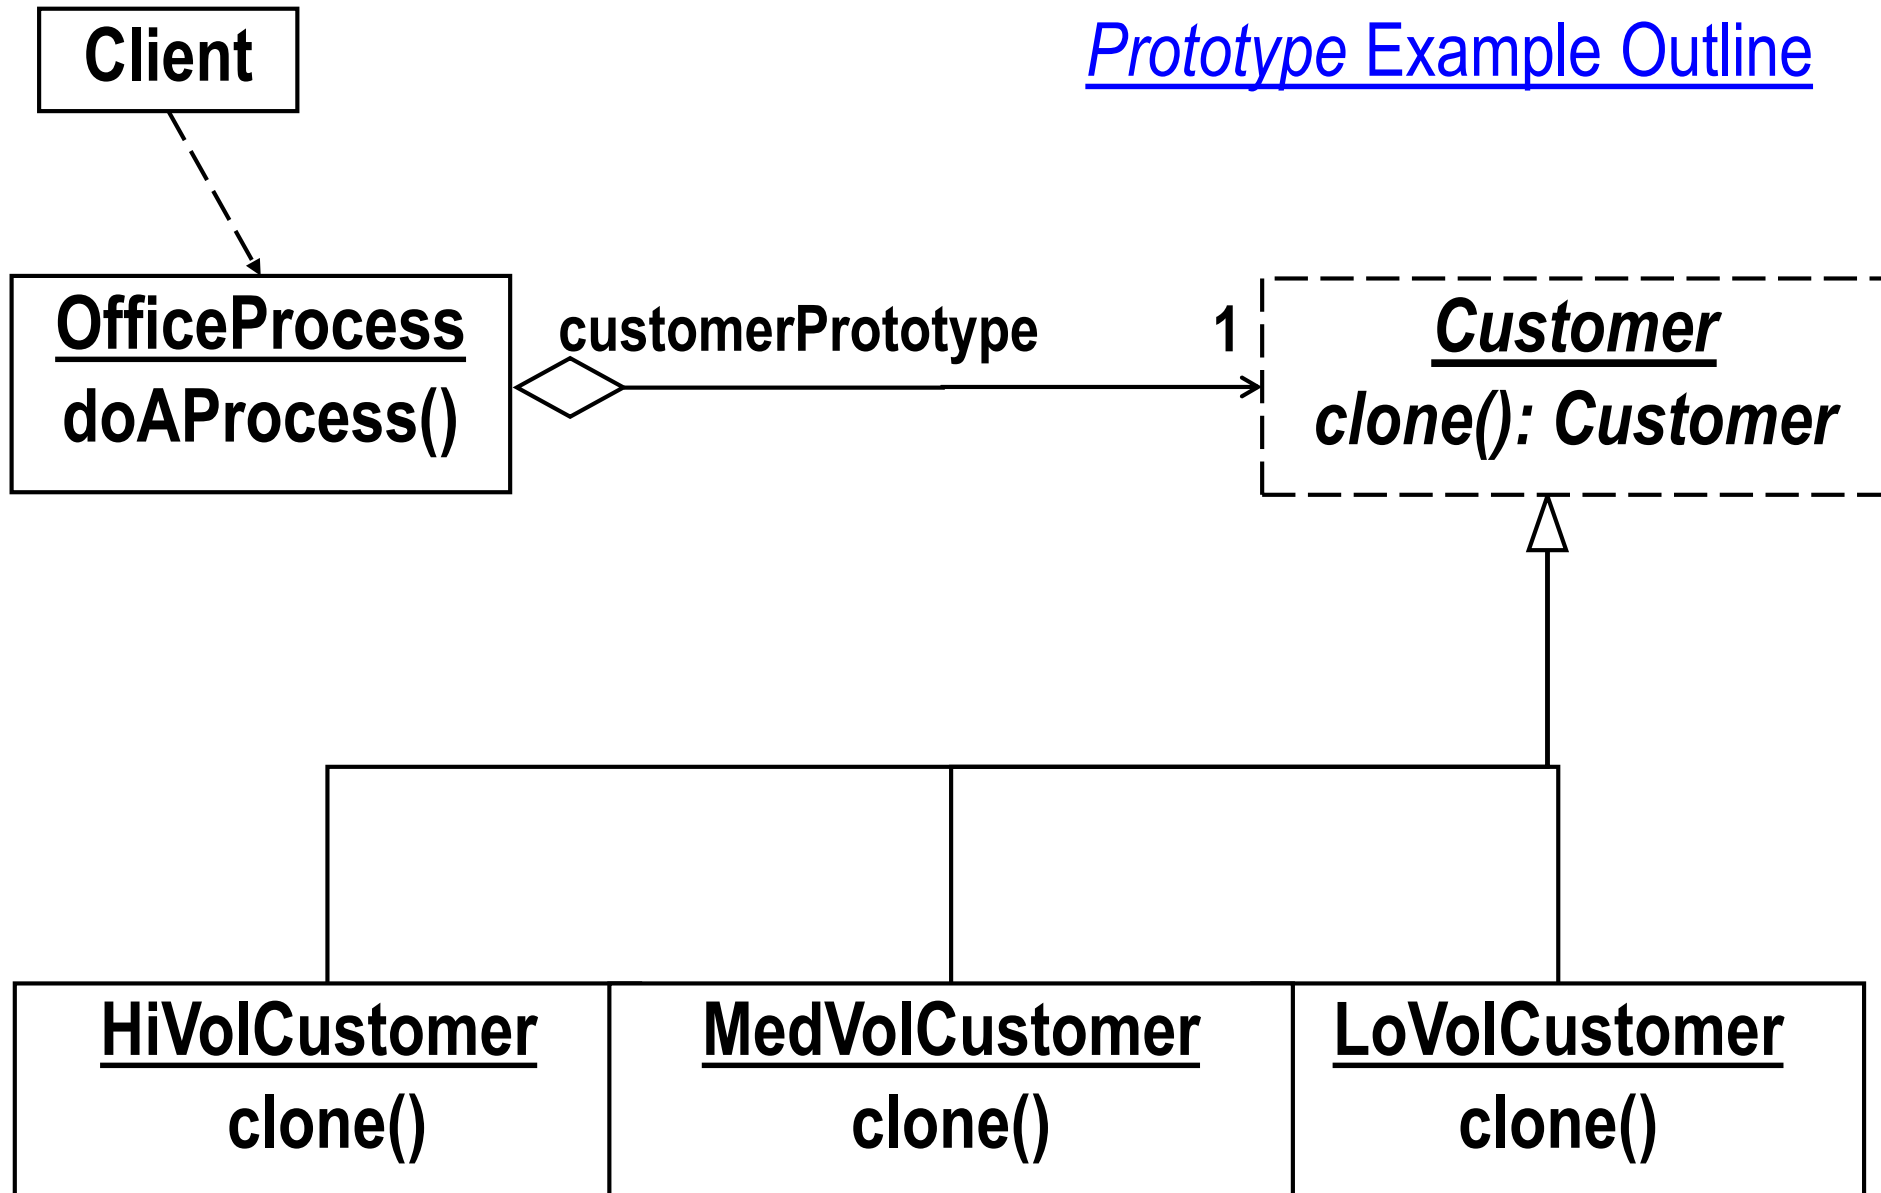 Client
Prototype Example Outline
OfficeProcess
doAProcess()
customerPrototype 1
Customer
clone(): Customer
HiVolCustomer
clone()
MedVolCustomer
clone()
LoVolCustomer
clone()